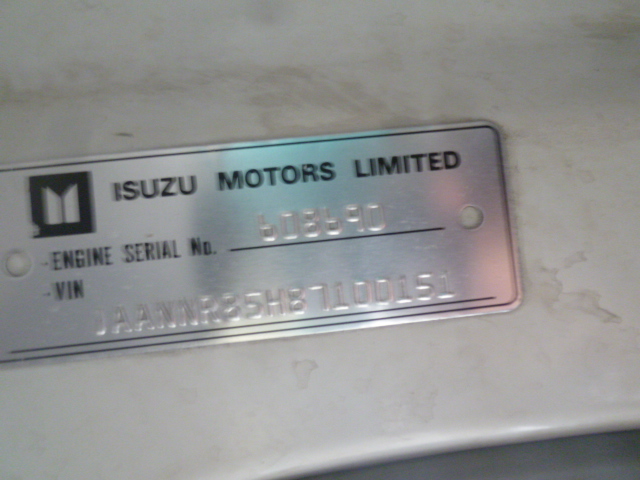 ISUZU MOTORS LIMITED
ENGINE SERIAL No. 608690
VIN
JAANNR85HB7100151